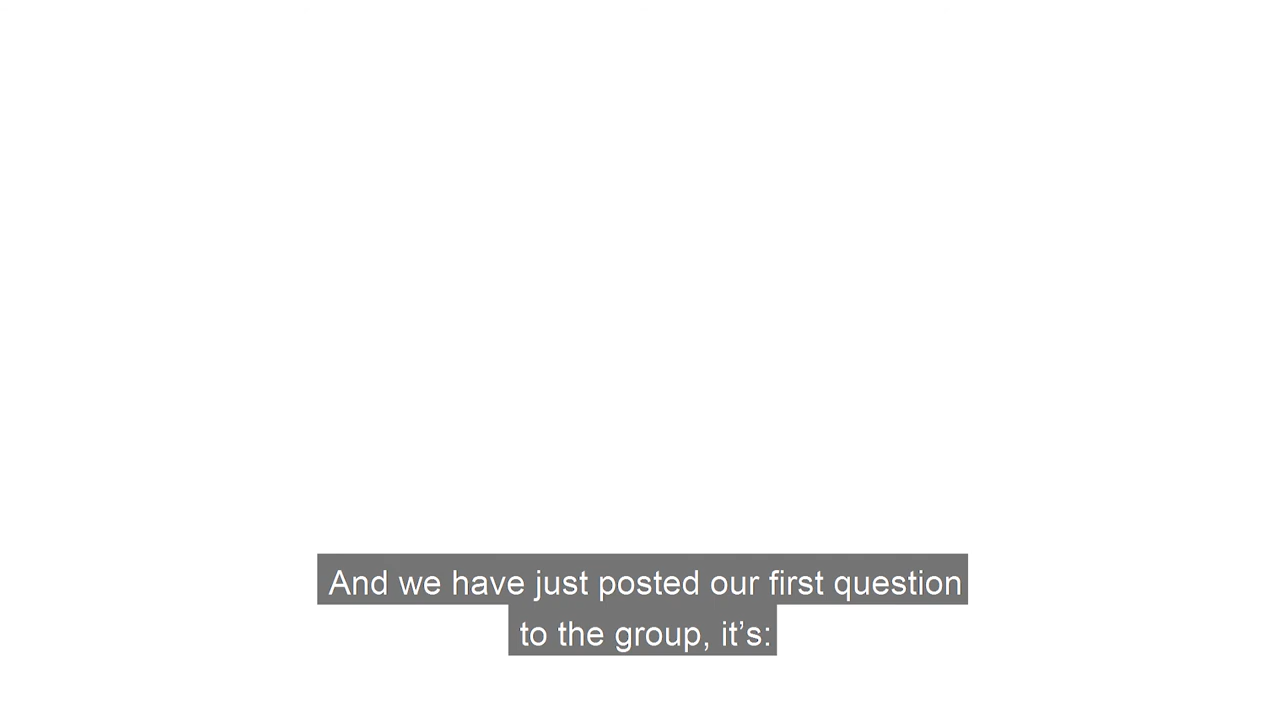 And we have just posted our first question
to the group, it’s: